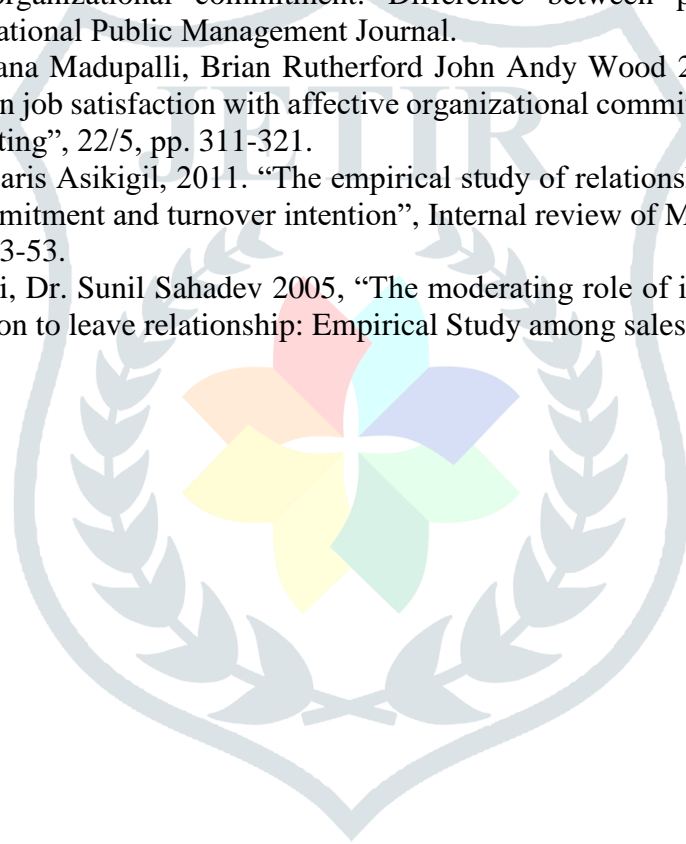 organizational commitment: Difference between p
ational Public Management Journal.
ana Madupalli, Brian Rutherford John Andy Wood 2
n job satisfaction with affective organizational commi
ting”, 22/5, pp. 311-321.
aris Asikigil, 2011. “The empirical study of relations
mitment and turnover intention”, Internal review of M
3-53.
i, Dr. Sunil Sahadev 2005, “The moderating role of i
on to leave relationship: Empirical Study among sales
JETIR